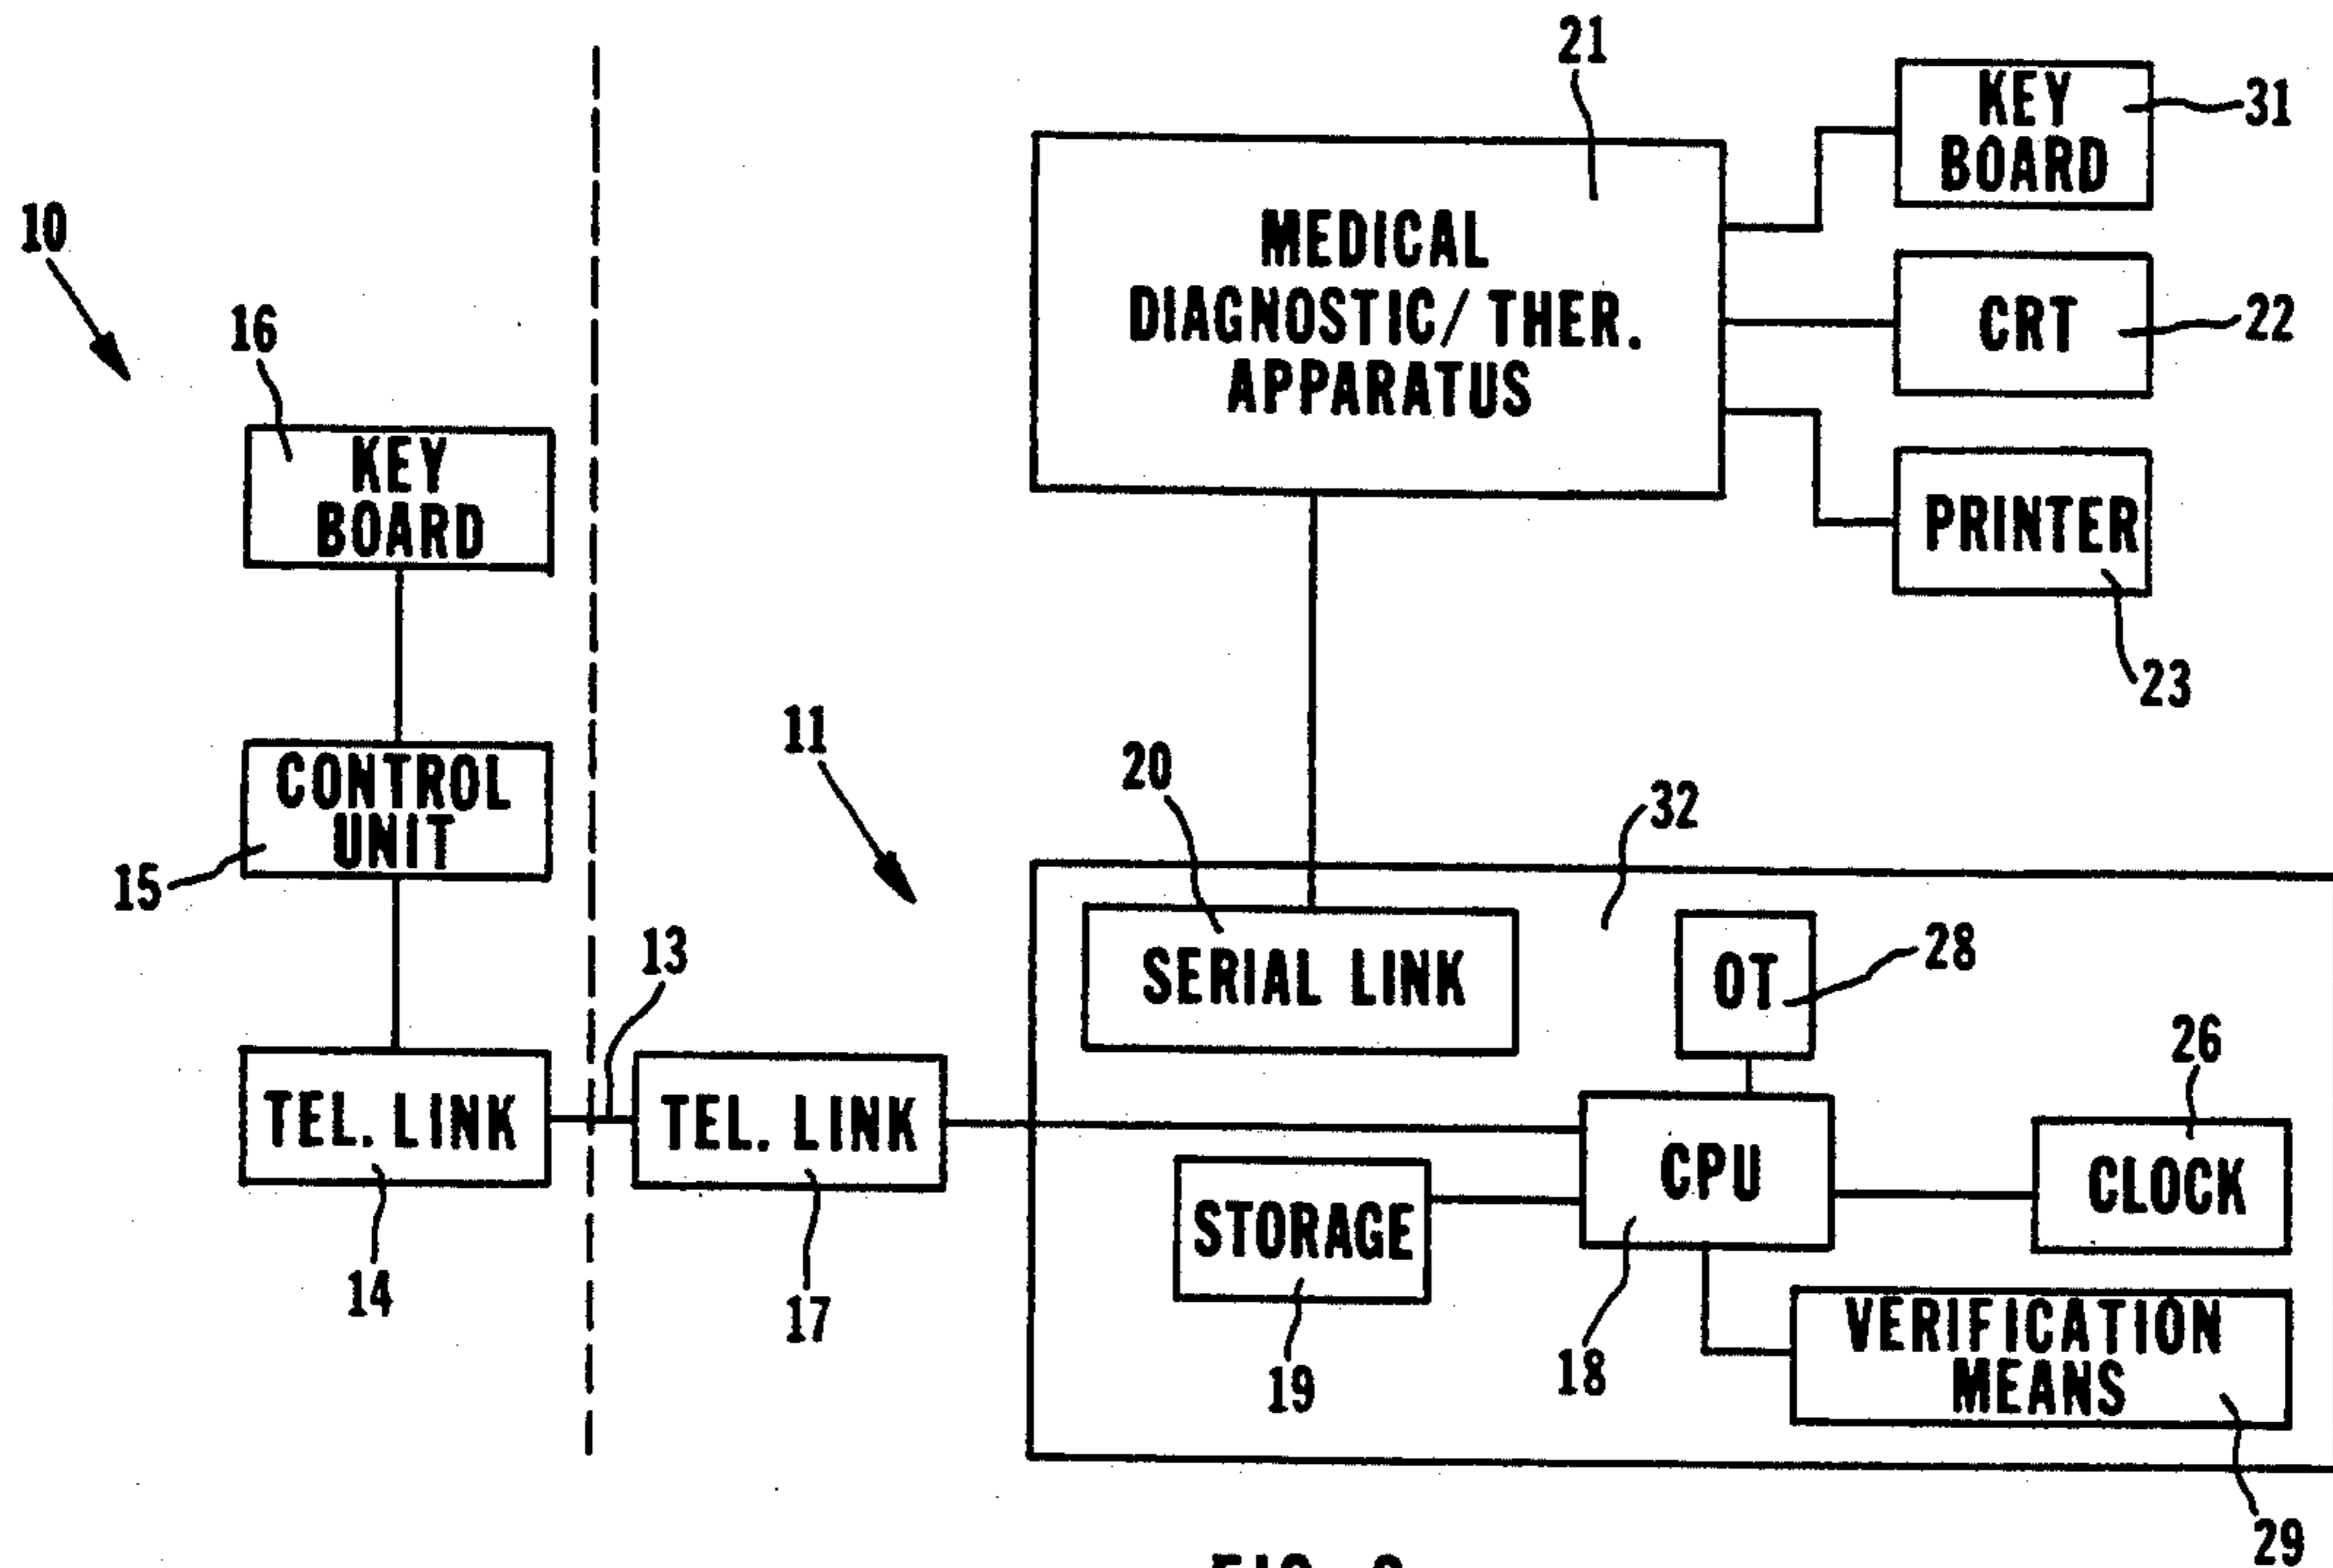 21
KEY
BOARD
31
10
MEDICAL
DIAGNOSTIC/ THER.
APPARATUS
16
CRT
22
KEY
BOARD
PRINTER
23
11
20
32
CONTROL
UNIT
15
13
SERIAL LINK
OT
28
26
TEL. LINK
TEL. LINK
CPU
CLOCK
STORAGE
14
17
19
18
VERIFICATION
MEANS
29